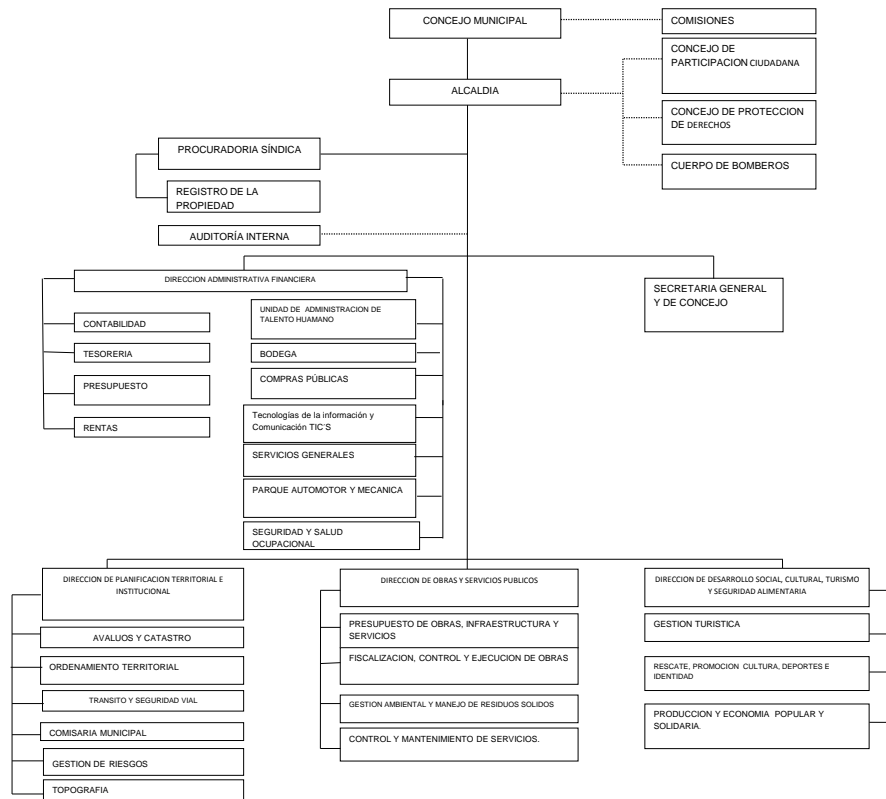 CONCEJO MUNICIPAL
COMISIONES
CONCEJO DE
PARTICIPACION CIUDADANA
ALCALDIA
CONCEJO DE PROTECCION
DE DERECHOS
CUERPO DE BOMBEROS
PROCURADORIA SÍNDICA
REGISTRO DE LA
PROPIEDAD
AUDITORÍA INTERNA
DIRECCION ADMINISTRATIVA FINANCIERA
SECRETARIA GENERAL
Y DE CONCEJO
CONTABILIDAD
TESORERIA
PRESUPUESTO
RENTAS
UNIDAD DE ADMINISTRACION DE
TALENTO HUAMANO
BODEGA
COMPRAS PÚBLICAS
Tecnologías de la información y
Comunicación TIC´S
SERVICIOS GENERALES
PARQUE AUTOMOTOR Y MECANICA
SEGURIDAD Y SALUD
OCUPACIONAL
DIRECCION DE PLANIFICACION TERRITORIAL E
INSTITUCIONAL
AVALUOS Y CATASTRO
ORDENAMIENTO TERRITORIAL
TRANSITO Y SEGURIDAD VIAL
COMISARIA MUNICIPAL
GESTION DE RIESGOS
TOPOGRAFIA
DIRECCION DE OBRAS Y SERVICIOS PUBLICOS
PRESUPUESTO DE OBRAS, INFRAESTRUCTURA Y
SERVICIOS
FISCALIZACION, CONTROL Y EJECUCION DE OBRAS
GESTION AMBIENTAL Y MANEJO DE RESIDUOS SOLIDOS
CONTROL Y MANTENIMIENTO DE SERVICIOS.
DIRECCION DE DESARROLLO SOCIAL, CULTURAL, TURISMO
Y SEGURIDAD ALIMENTARIA
GESTION TURISTICA
RESCATE, PROMOCION CULTURA, DEPORTES E
IDENTIDAD
PRODUCCION Y ECONOMIA POPULAR Y
SOLIDARIA.